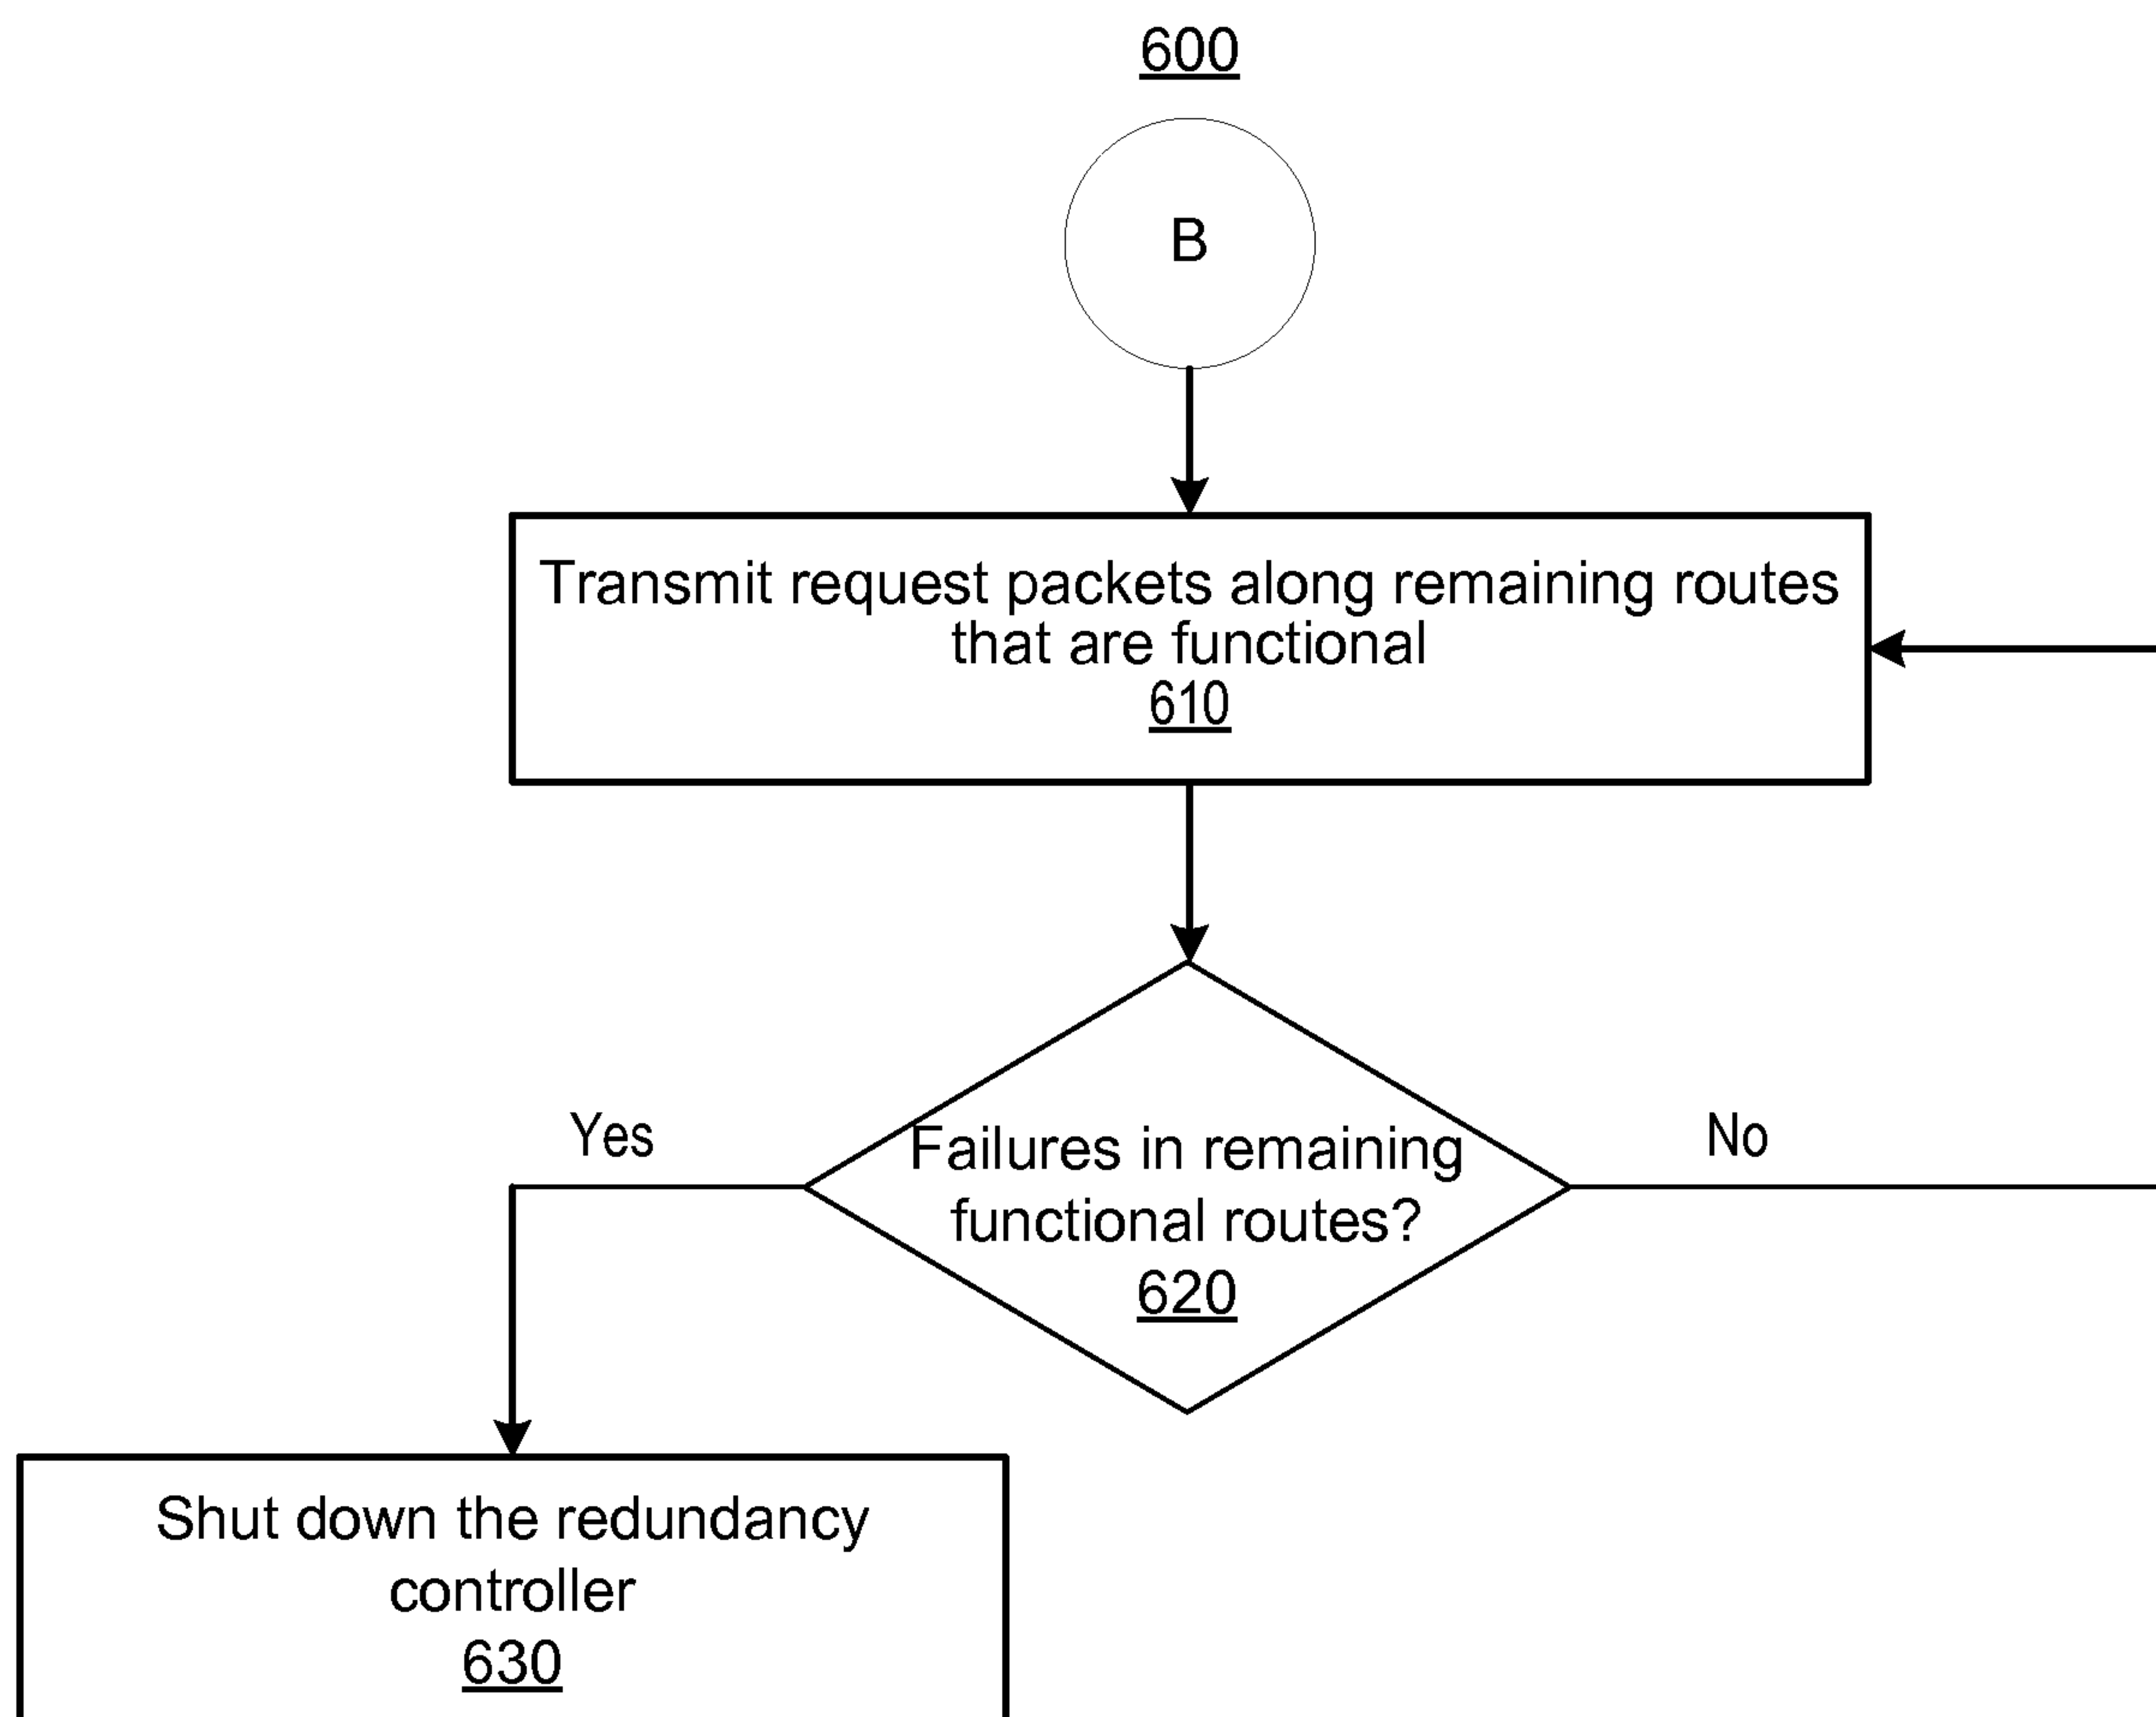 600
B
Transmit request packets along remaining routes
that are functional
610
Yes
No
Failures in remaining
functional routes?
620
Shut down the redundancy
controller
630